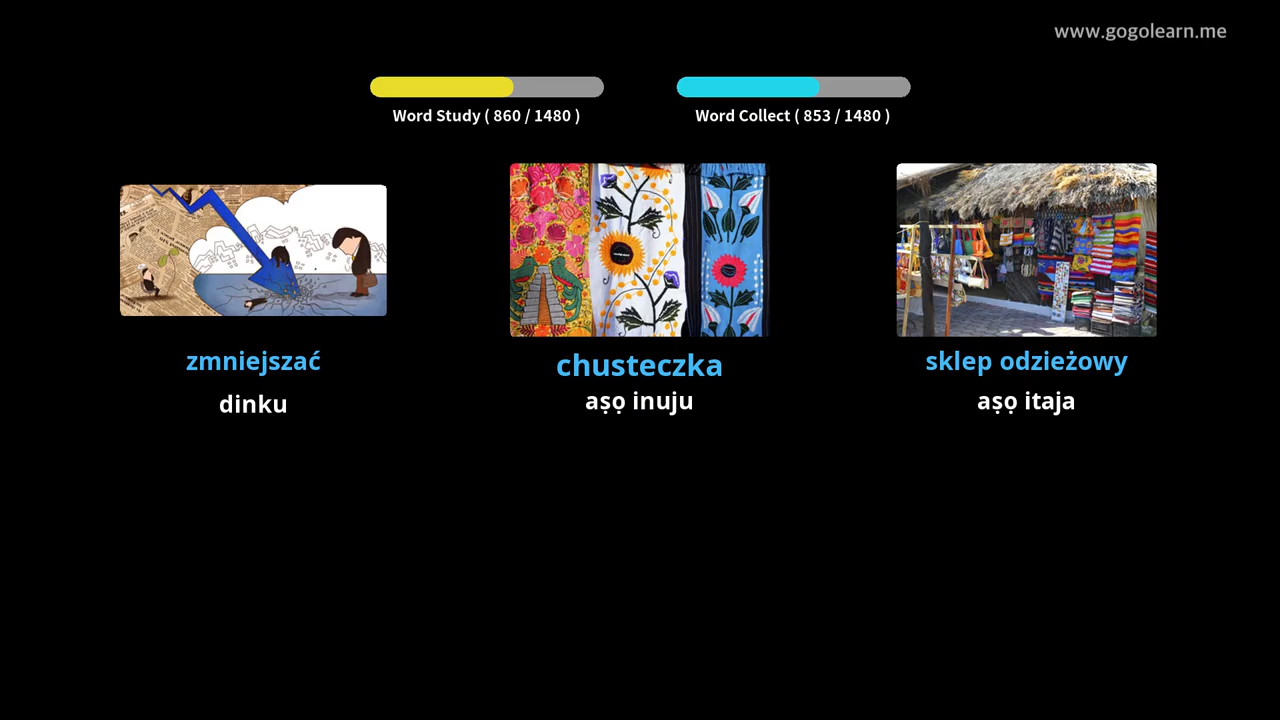 www.gogolearn.me
Word Study ( 860 / 1480 )
Word Collect ( 853 / 1480 )
zmniejszać
chusteczka
sklep odzieżowy
dinku
aṣọ inuju
aṣọ itaja